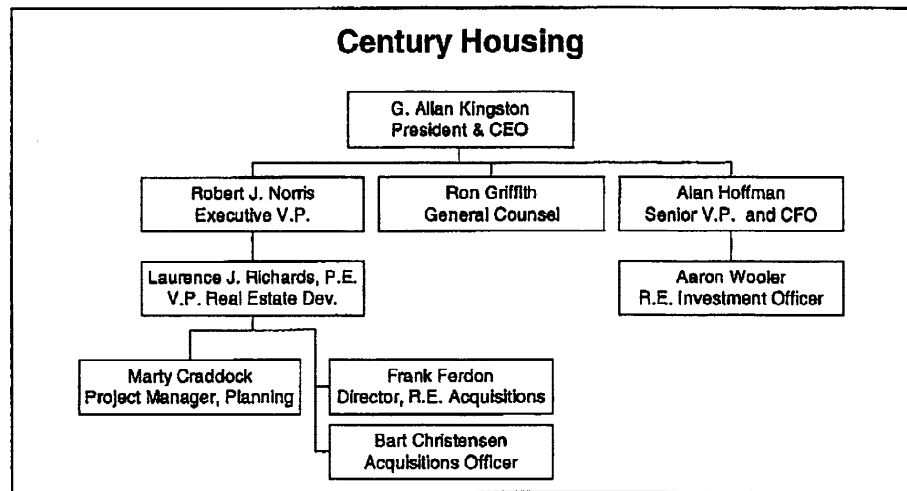 Century Housing
G. Allan Kingston
President & CEO
Robert J. Norris
Executive V.P.
Ron Griffith
General Counsel
Alan Hoffman
Senior V.P. and CFO
Laurence J. Richards, P.E.
V.P. Real Estate Dev.
Aaron Wooler
R.E. Investment Officer
Marty Craddock
Project Manager, Planning
Frank Ferdon
Director, R.E. Acquisitions
Bart Christensen
Acquisitions Officer